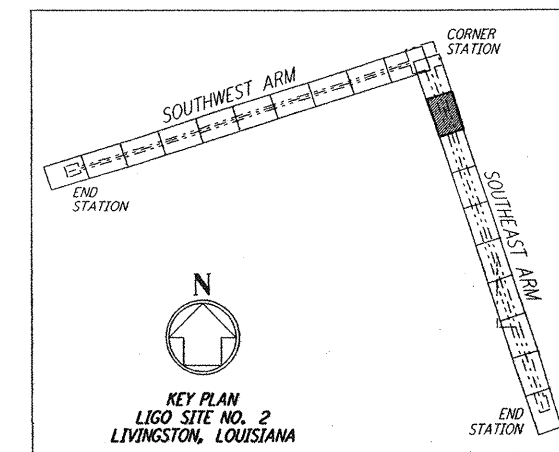 CORNER
STATION
SOUTHWEST ARM
END
STATION
SOUTHEAST ARM
N
KEY PLAN
LIGO SITE NO. 2
LIVINGSTON, LOUISIANA
END
STATION